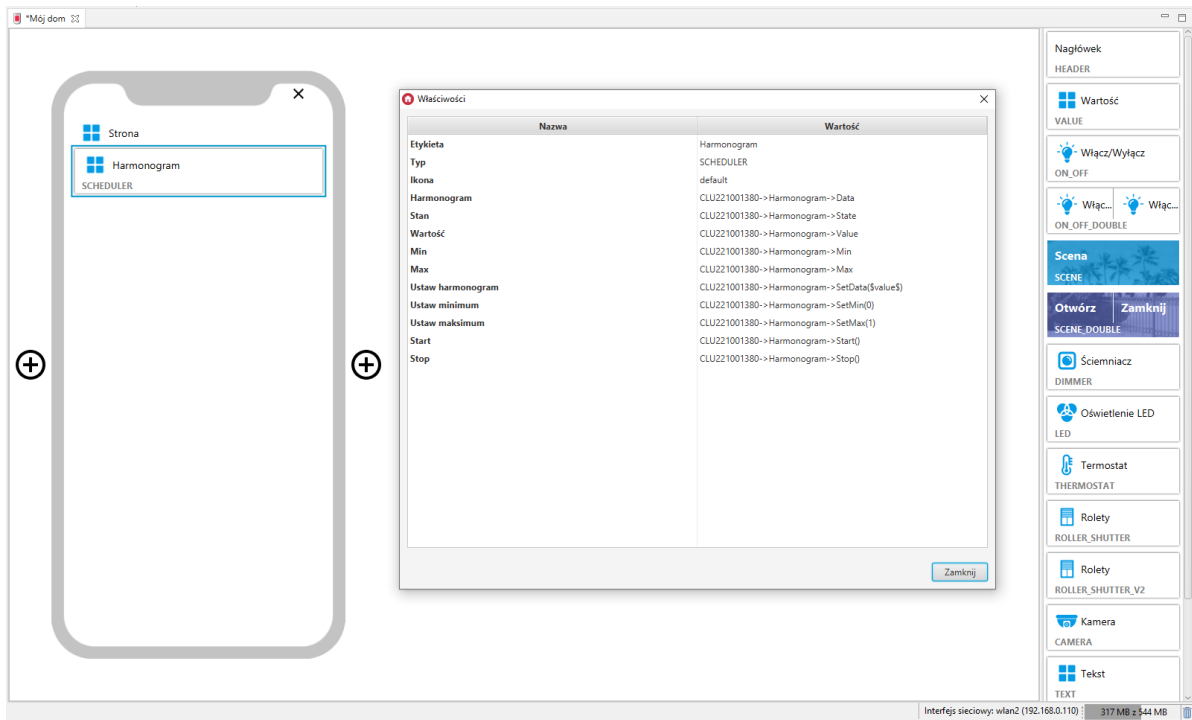 *Mój dom
Strona
Harmonogram
SCHEDULER
Właściwości
Nazwa Wartość
Etykieta Harmonogram
Typ SCHEDULER
Ikona default
Harmonogram CLU221001380->Harmonogram->Data
Stan CLU221001380->Harmonogram->State
Wartość CLU221001380->Harmonogram->Value
Min CLU221001380->Harmonogram->Min
Max CLU221001380->Harmonogram->Max
Ustaw harmonogram CLU221001380->Harmonogram->SetData($value$)
Ustaw minimum CLU221001380->Harmonogram->SetMin(0)
Ustaw maksimum CLU221001380->Harmonogram->SetMax(1)
Start CLU221001380->Harmonogram->Start()
Stop CLU221001380->Harmonogram->Stop()
Zamknij
Nagłówek
HEADER
Wartość
VALUE
Włącz/Wyłącz
ON_OFF
Włąc... Włąc...
ON_OFF_DOUBLE
Scena
SCENE
Otwórz Zamknij
SCENE_DOUBLE
Ściemniacz
DIMMER
Oświetlenie LED
LED
Termostat
THERMOSTAT
Rolety
ROLLER_SHUTTER
Rolety
ROLLER_SHUTTER_V2
Kamera
CAMERA
Tekst
TEXT
Interfejs sieciowy: wlan2 (192.168.0.110) 317 MB z 544 MB